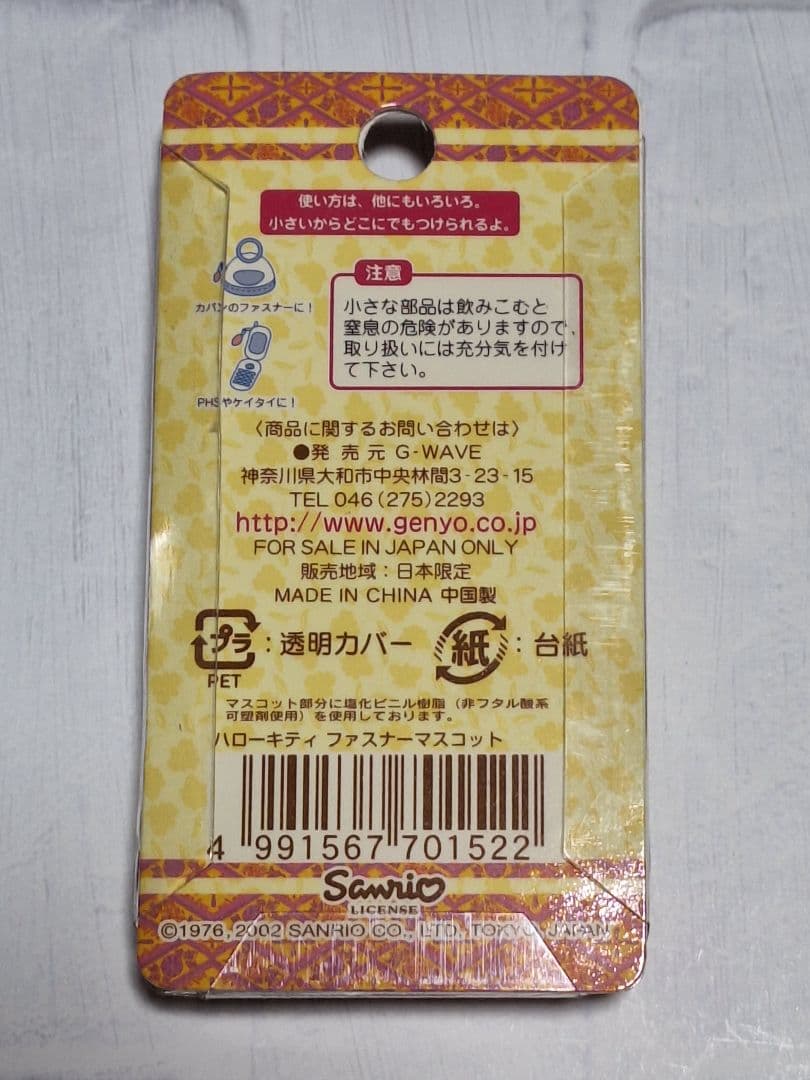 使い方は、他にもいろいろ。
小さいからどこにでもつけられるよ。
カバンのファスナーに!
PHSやケイタイに!
注意
小さな部品は飲みこむと
窒息の危険がありますので、
取り扱いには充分気を付け
て下さい。
〈商品に関するお問い合わせは〉
●発 売 元 G-WAVE
神奈川県大和市中央林間3-23-15
TEL 046(275)2293
http://www.genyo.co.jp
FOR SALE IN JAPAN ONLY
販売地域:日本限定
MADE IN CHINA 中国製
プラ:透明カバー 紙:台紙
PET
マスコット部分に塩化ビニル樹脂(非フタル酸系
可塑剤使用)を使用しております。
ハローキティ ファスナーマスコット
4 991567 701522
Sanrio
LICENSE
©1976,2002 SANRIO CO., LTD. TOKYO, JAPAN